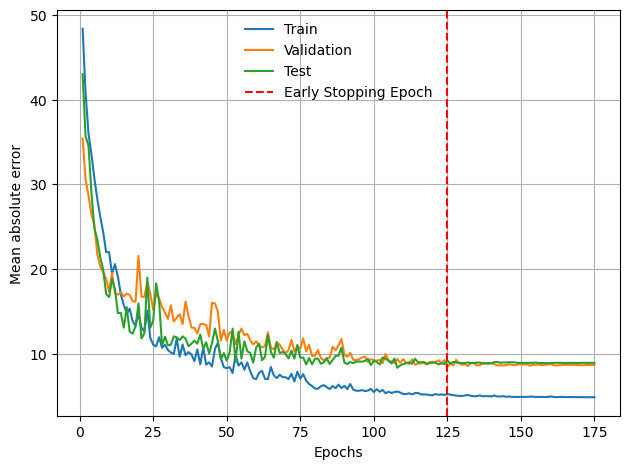 50
40
30
20
10
Mean absolute error
Train
Validation
Test
Early Stopping Epoch
0 25 50 75 100 125 150 175
Epochs